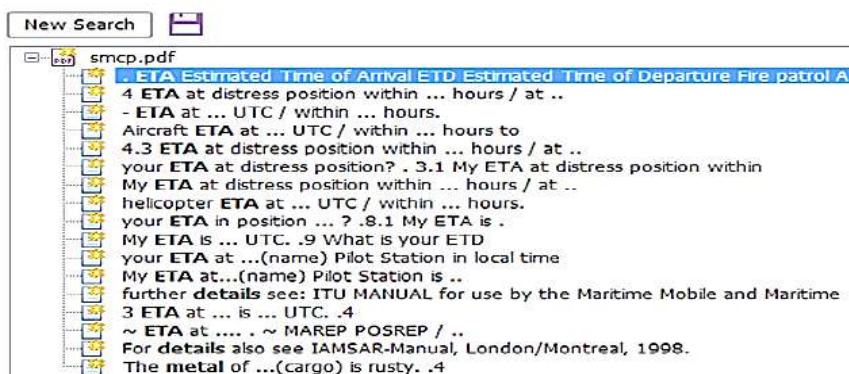 New Search
smcp.pdf
. ETA Estimated Time of Arrival ETD Estimated Time of Departure Fire patrol A
4 ETA at distress position within ... hours / at ..
- ETA at ... UTC / within ... hours.
Aircraft ETA at ... UTC / within ... hours to
4.3 ETA at distress position within ... hours / at ..
your ETA at distress position? . 3.1 My ETA at distress position within
My ETA at distress position within ... hours / at ..
helicopter ETA at ... UTC / within ... hours.
your ETA in position ... ? .8.1 My ETA is .
My ETA is ... UTC. .9 What is your ETD
your ETA at ...(name) Pilot Station in local time
My ETA at...(name) Pilot Station is ..
further details see: ITU MANUAL for use by the Maritime Mobile and Maritime
3 ETA at ... is ... UTC. .4
~ ETA at .... . ~ MAREP POSREP / ..
For details also see IAMSAR-Manual, London/Montreal, 1998.
The metal of ...(cargo) is rusty. .4